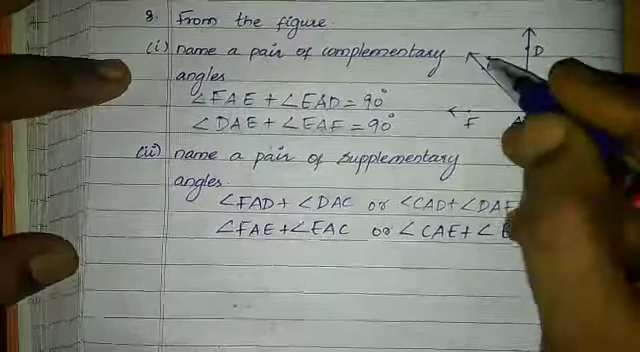 8. From the figure.
(i) name a pair of complementary
angles
∠FAE + ∠EAD = 90°
∠DAE + ∠EAF = 90°
(ii) name a pair of supplementary
angles.
∠FAD + ∠DAC or ∠CAD + ∠DAF
∠FAE + ∠EAC or ∠CAE + ∠
D
F
A